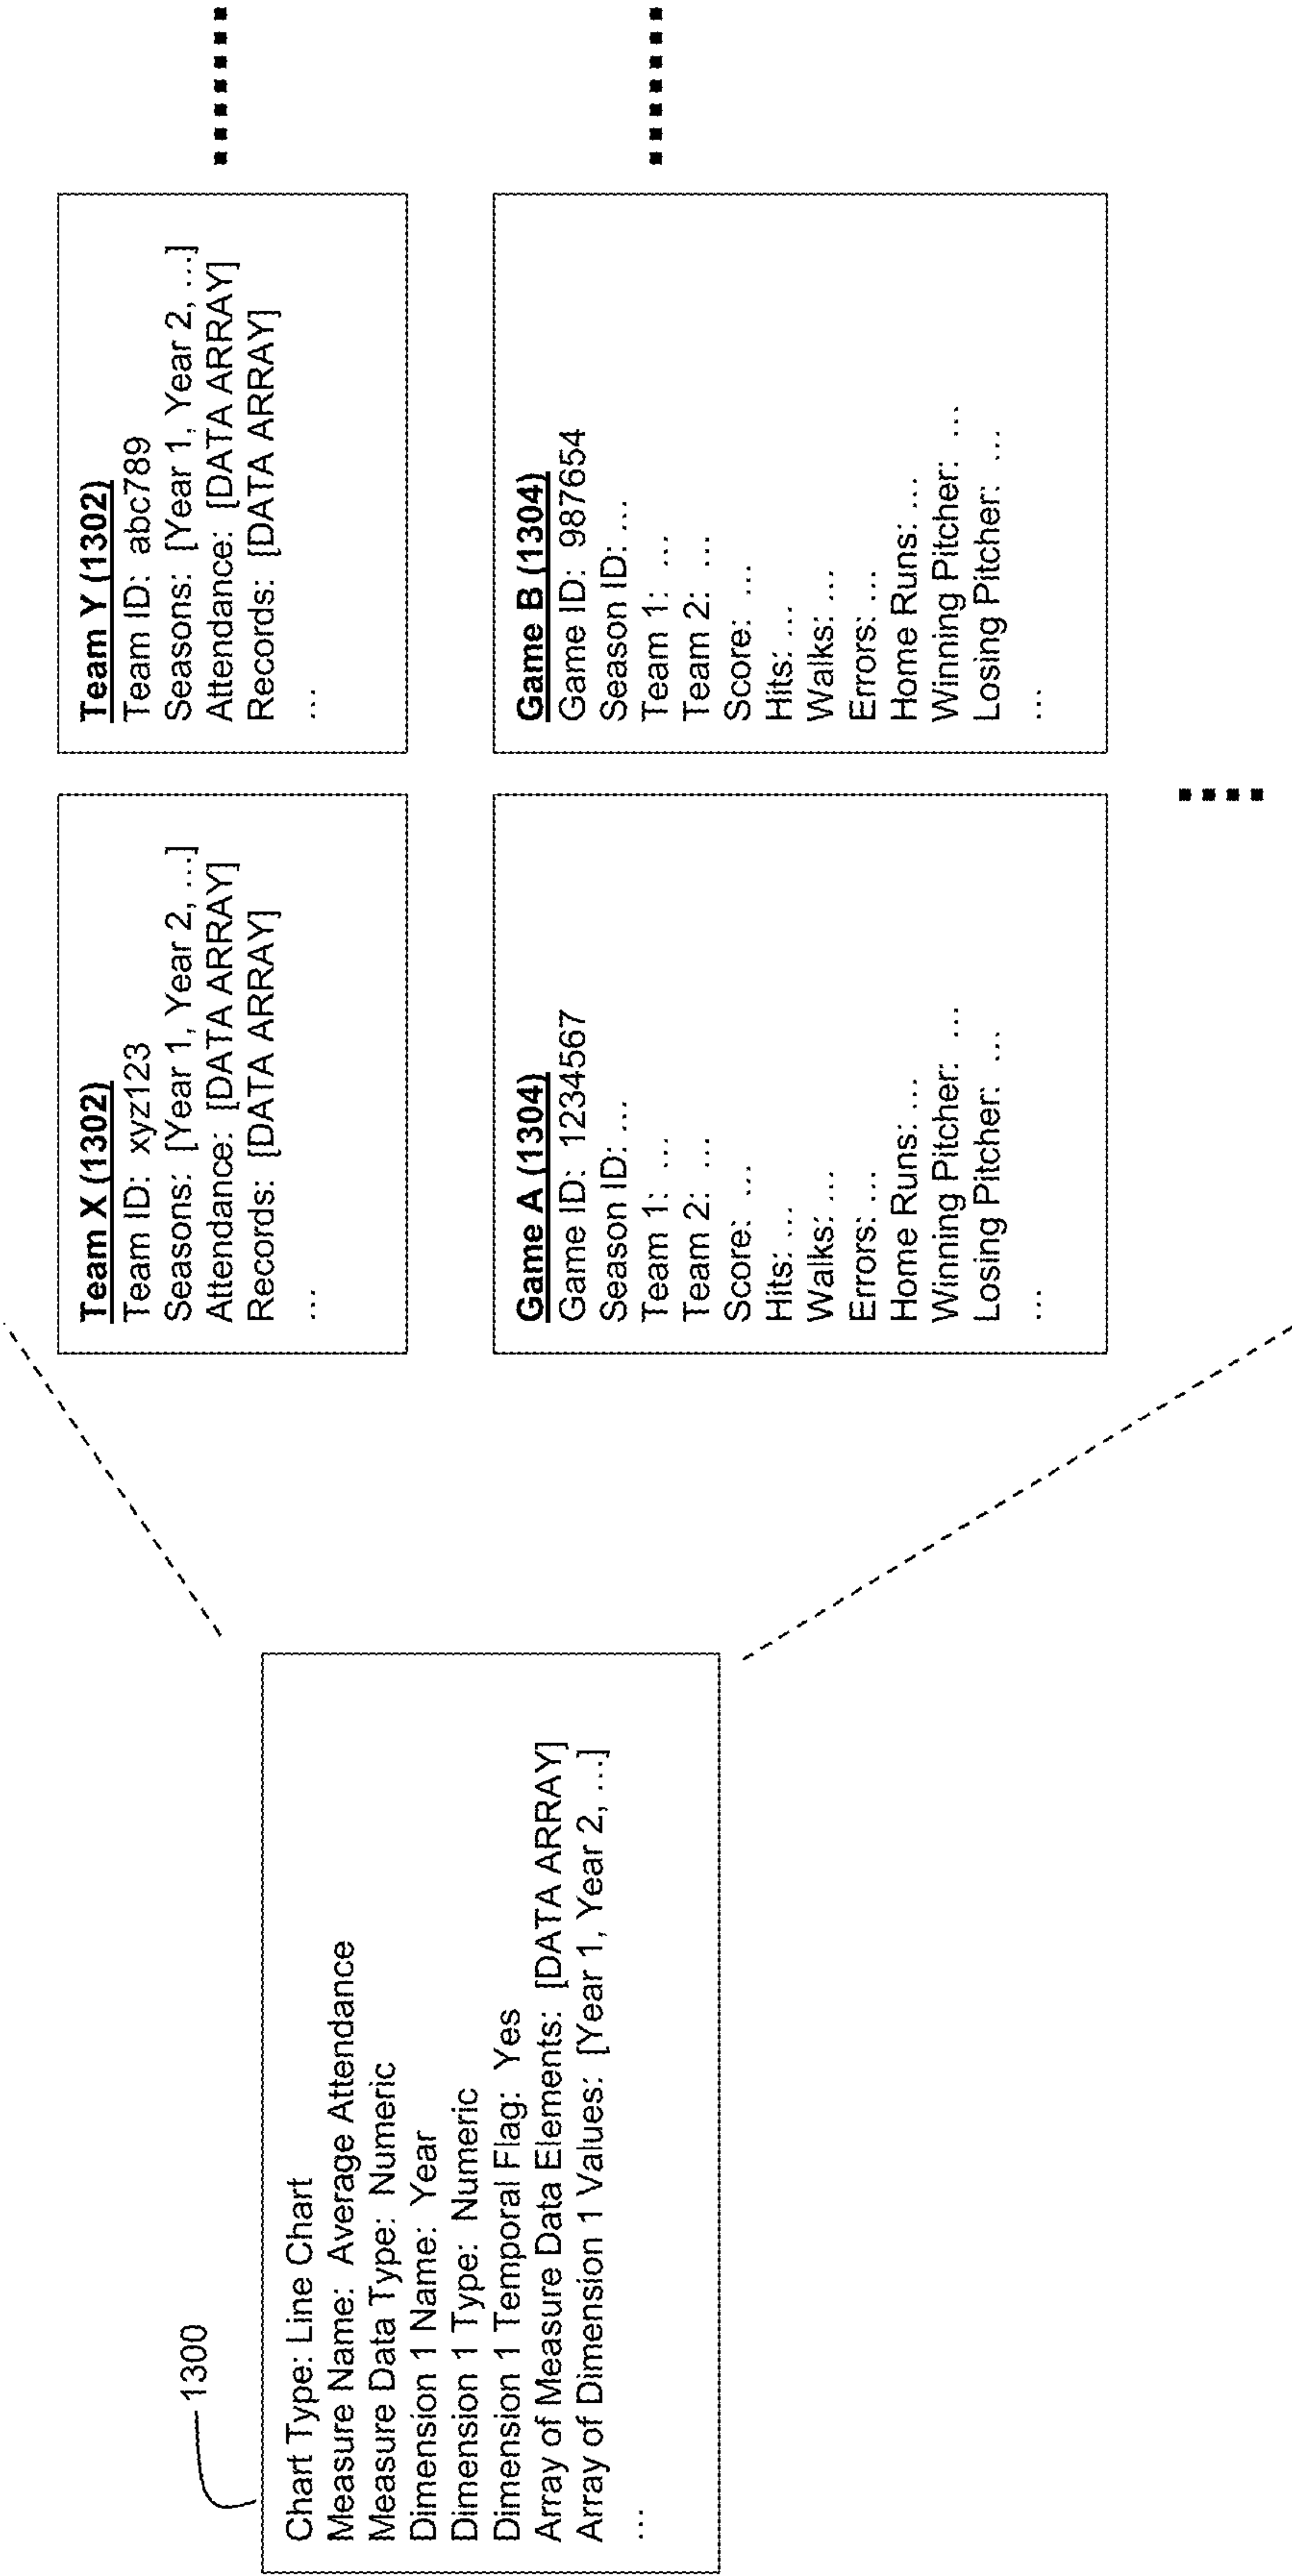 1300
Chart Type: Line Chart
Measure Name: Average Attendance
Measure Data Type: Numeric
Dimension 1 Name: Year
Dimension 1 Type: Numeric
Dimension 1 Temporal Flag: Yes
Array of Measure Data Elements: [DATA ARRAY]
Array of Dimension 1 Values: [Year 1, Year 2, ...]
...
Team X (1302)
Team ID: xyz123
Seasons: [Year 1, Year 2, ...]
Attendance: [DATA ARRAY]
Records: [DATA ARRAY]
...
Team Y (1302)
Team ID: abc789
Seasons: [Year 1, Year 2, ...]
Attendance: [DATA ARRAY]
Records: [DATA ARRAY]
...
Game A (1304)
Game ID: 1234567
Season ID: ...
Team 1: ...
Team 2: ...
Score: ...
Hits: ...
Walks: ...
Errors: ...
Home Runs: ...
Winning Pitcher: ...
Losing Pitcher: ...
...
Game B (1304)
Game ID: 987654
Season ID: ...
Team 1: ...
Team 2: ...
Score: ...
Hits: ...
Walks: ...
Errors: ...
Home Runs: ...
Winning Pitcher: ...
Losing Pitcher: ...
...